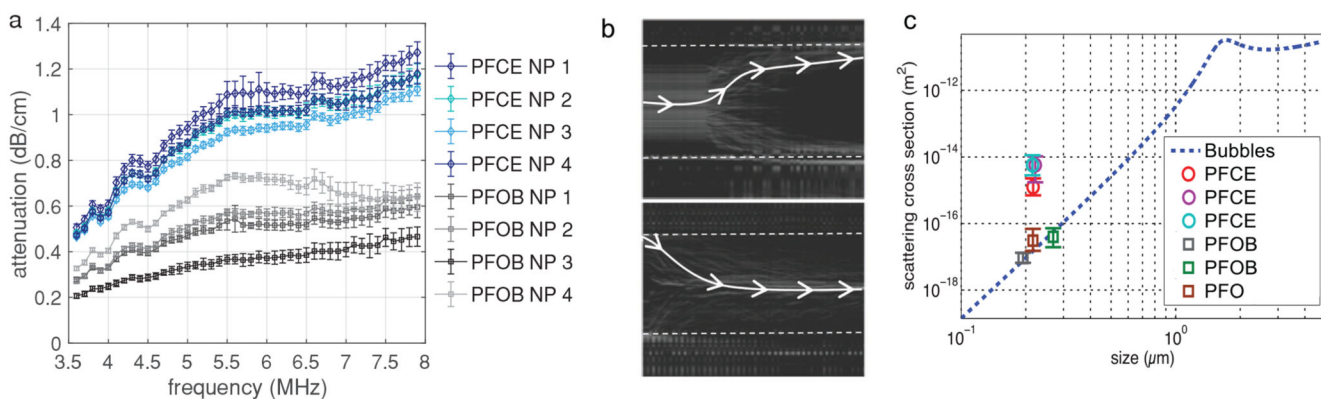 a
attenuation (dB/cm)
1.4
1.2
1
0.8
0.6
0.4
0.2
0
3.5 4 4.5 5 5.5 6 6.5 7 7.5 8
frequency (MHz)
PFCE NP 1
PFCE NP 2
PFCE NP 3
PFCE NP 4
PFOB NP 1
PFOB NP 2
PFOB NP 3
PFOB NP 4
b
c
scattering cross section (m²)
10⁻¹²
10⁻¹⁴
10⁻¹⁶
10⁻¹⁸
10⁻¹ 10⁰
size (μm)
Bubbles
PFCE
PFCE
PFCE
PFOB
PFOB
PFO